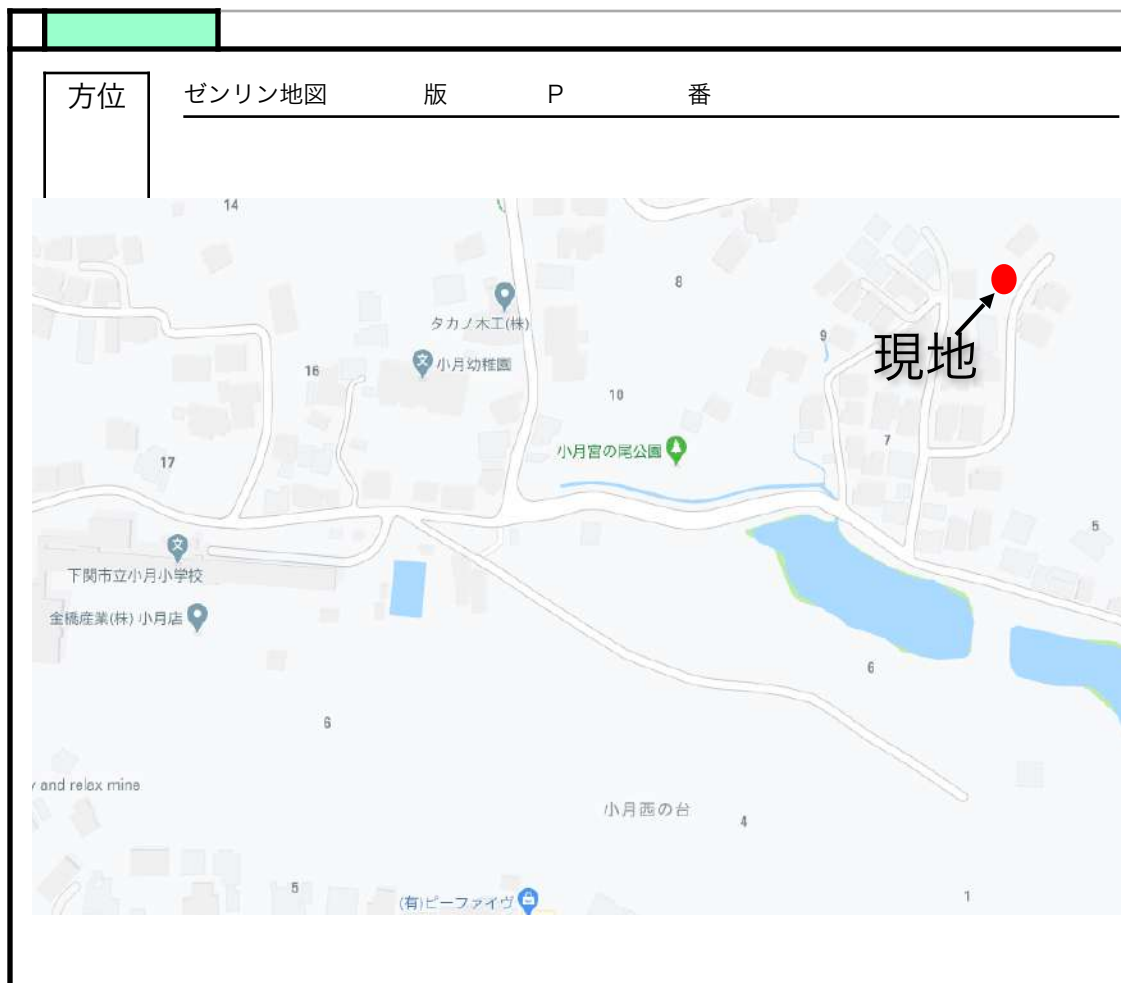 方位
ゼンリン地図 版 P 番
14
8
タカノ木工(株)
9
現地
小月幼稚園
16
10
7
小月宮の尾公園
17
5
下関市立小月小学校
金橋産業(株) 小月店
6
6
and relax mine
小月西の台
4
5
(有)ビーファイヴ
1